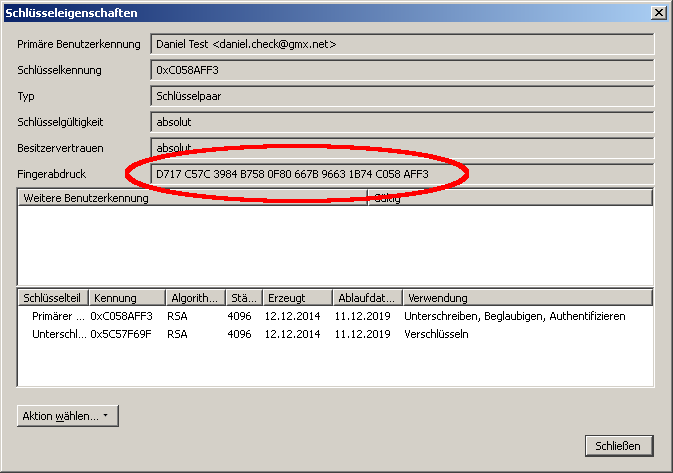 Schlüsseleigenschaften
Primäre Benutzerkennung Daniel Test <daniel.check@gmx.net>
Schlüsselkennung 0xC058AFF3
Typ Schlüsselpaar
Schlüsselgültigkeit absolut
Besitzervertrauen absolut
Fingerabdruck D717 C57C 3984 B758 0F80 667B 9663 1B74 C058 AFF3
Weitere Benutzerkennung Gültig
Schlüsselteil Kennung Algorith... Stä... Erzeugt Ablaufdat... Verwendung
Primärer ... 0xC058AFF3 RSA 4096 12.12.2014 11.12.2019 Unterschreiben, Beglaubigen, Authentifizieren
Unterschl... 0x5C57F69F RSA 4096 12.12.2014 11.12.2019 Verschlüsseln
Aktion wählen...
Schließen